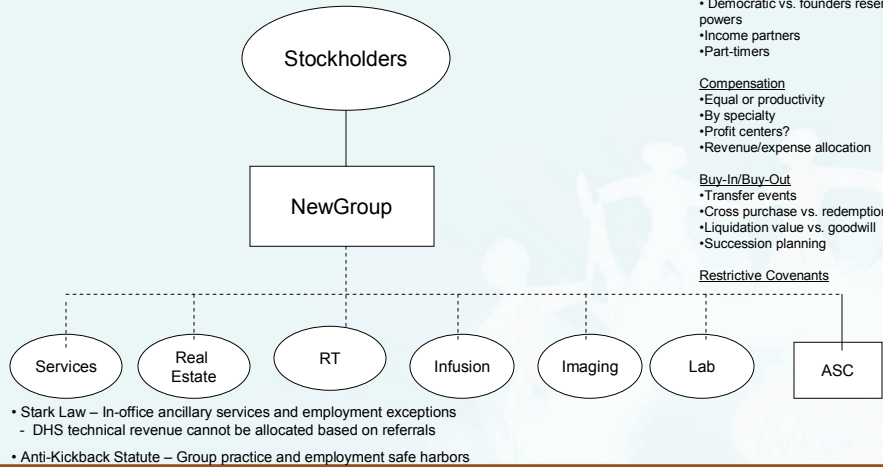 • Democratic vs. founders
powers
•Income partners
•Part-timers
Compensation
•Equal or productivity
•By specialty
•Profit centers?
•Revenue/expense allocation
Buy-In/Buy-Out
•Transfer events
•Cross purchase vs. redemption
•Liquidation value vs. goodwill
•Succession planning
Restrictive Covenants
Stockholders
NewGroup
Services
Real
Estate
RT
Infusion
Imaging
Lab
ASC
• Stark Law – In-office ancillary services and employment exceptions
- DHS technical revenue cannot be allocated based on referrals
• Anti-Kickback Statute – Group practice and employment safe harbors